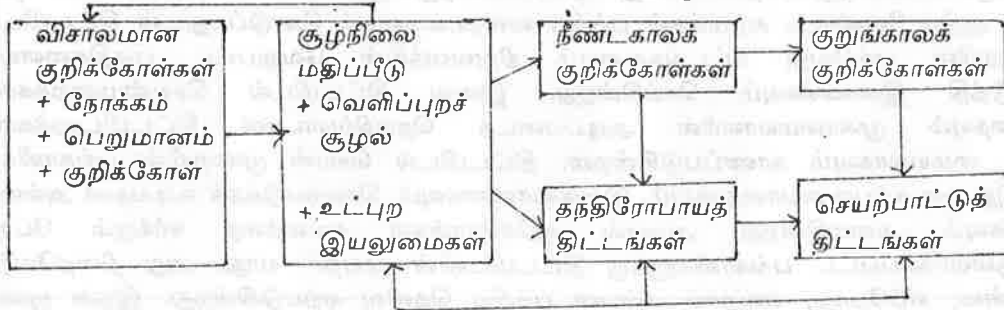 விசாலமான
குறிக்கோள்கள்
+ நோக்கம்
+ பெறுமானம்
+ குறிக்கோள்
சூழ்நிலை
மதிப்பீடு
+ வெளிப்புறச்
சூழல்
+ உட்புற
இயலுமைகள்
நீண்டகாலக்
குறிக்கோள்கள்
குறுங்காலக்
குறிக்கோள்கள்
தந்திரோபாயத்
திட்டங்கள்
செயற்பாட்டுத்
திட்டங்கள்